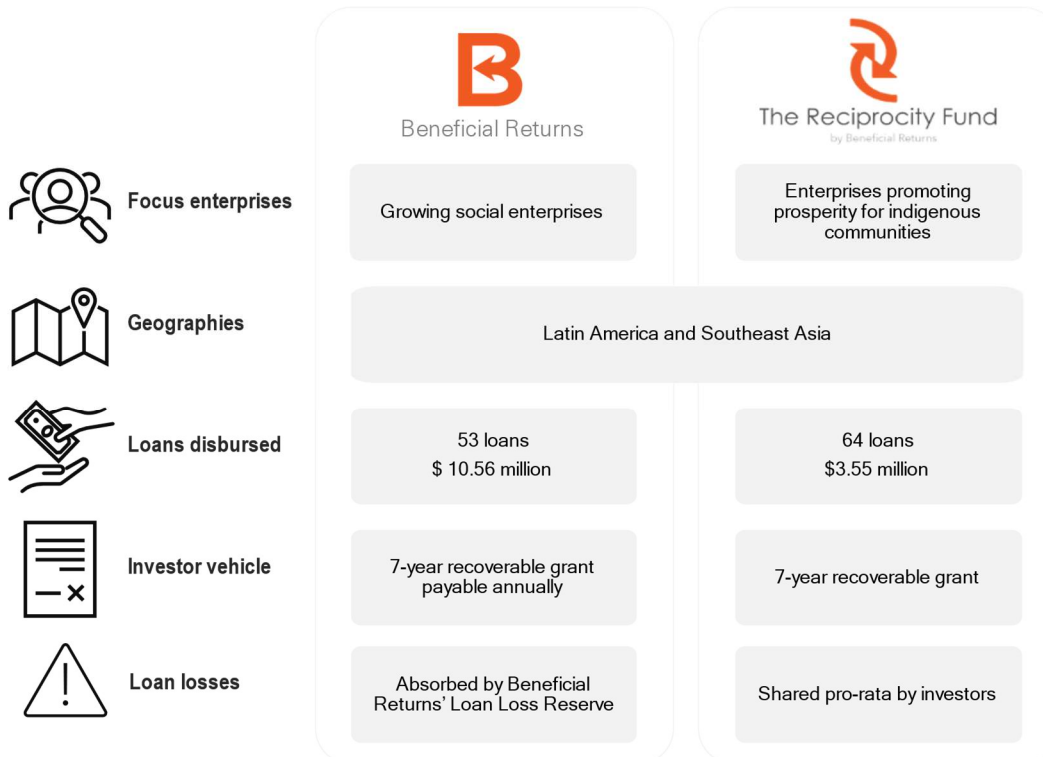 Beneficial Returns
The Reciprocity Fund
by Beneficial Returns
Focus enterprises
Growing social enterprises
Enterprises promoting
prosperity for indigenous
communities
Geographies
Latin America and Southeast Asia
Loans disbursed
53 loans
$ 10.56 million
64 loans
$3.55 million
Investor vehicle
7-year recoverable grant
payable annually
7-year recoverable grant
Loan losses
Absorbed by Beneficial
Returns' Loan Loss Reserve
Shared pro-rata by investors